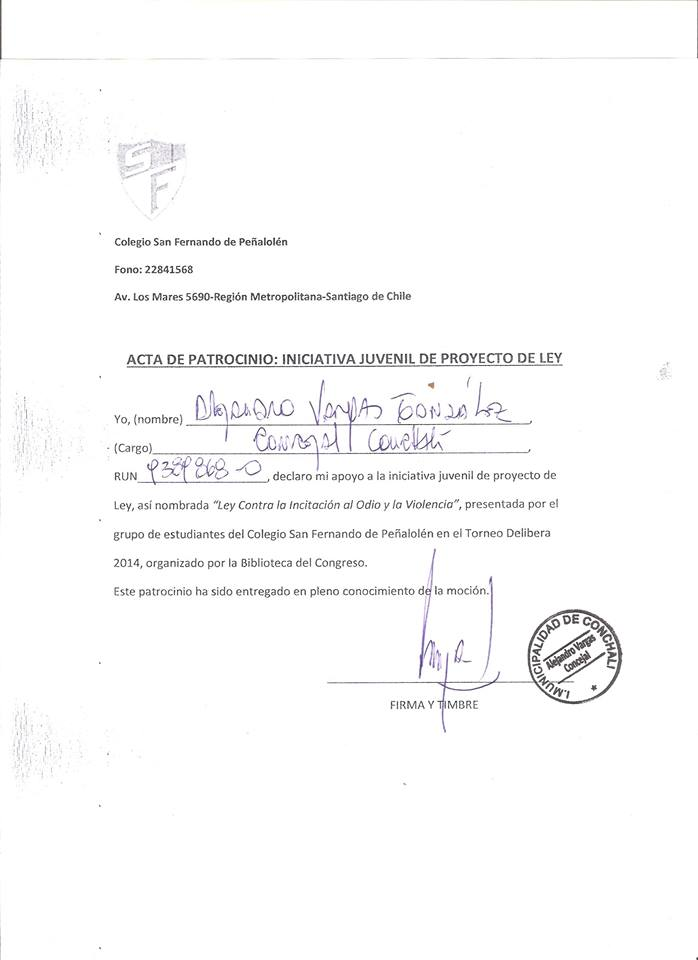 SIF
Colegio San Fernando de Peñalolén
Fono: 22841568
Av. Los Mares 5690-Región Metropolitana-Santiago de Chile
ACTA DE PATROCINIO: INICIATIVA JUVENIL DE PROYECTO DE LEY
Yo, (nombre) Alejandro Vargas González,
(Cargo) Concejal Conchalí,
RUN 9389868-0, declaro mi apoyo a la iniciativa juvenil de proyecto de
Ley, así nombrada “Ley Contra la Incitación al Odio y la Violencia”, presentada por el
grupo de estudiantes del Colegio San Fernando de Peñalolén en el Torneo Delibera
2014, organizado por la Biblioteca del Congreso.
Este patrocinio ha sido entregado en pleno conocimiento de la moción.
I. MUNICIPALIDAD DE CONCHALI
Alejandro Vargas
Concejal
FIRMA Y TIMBRE